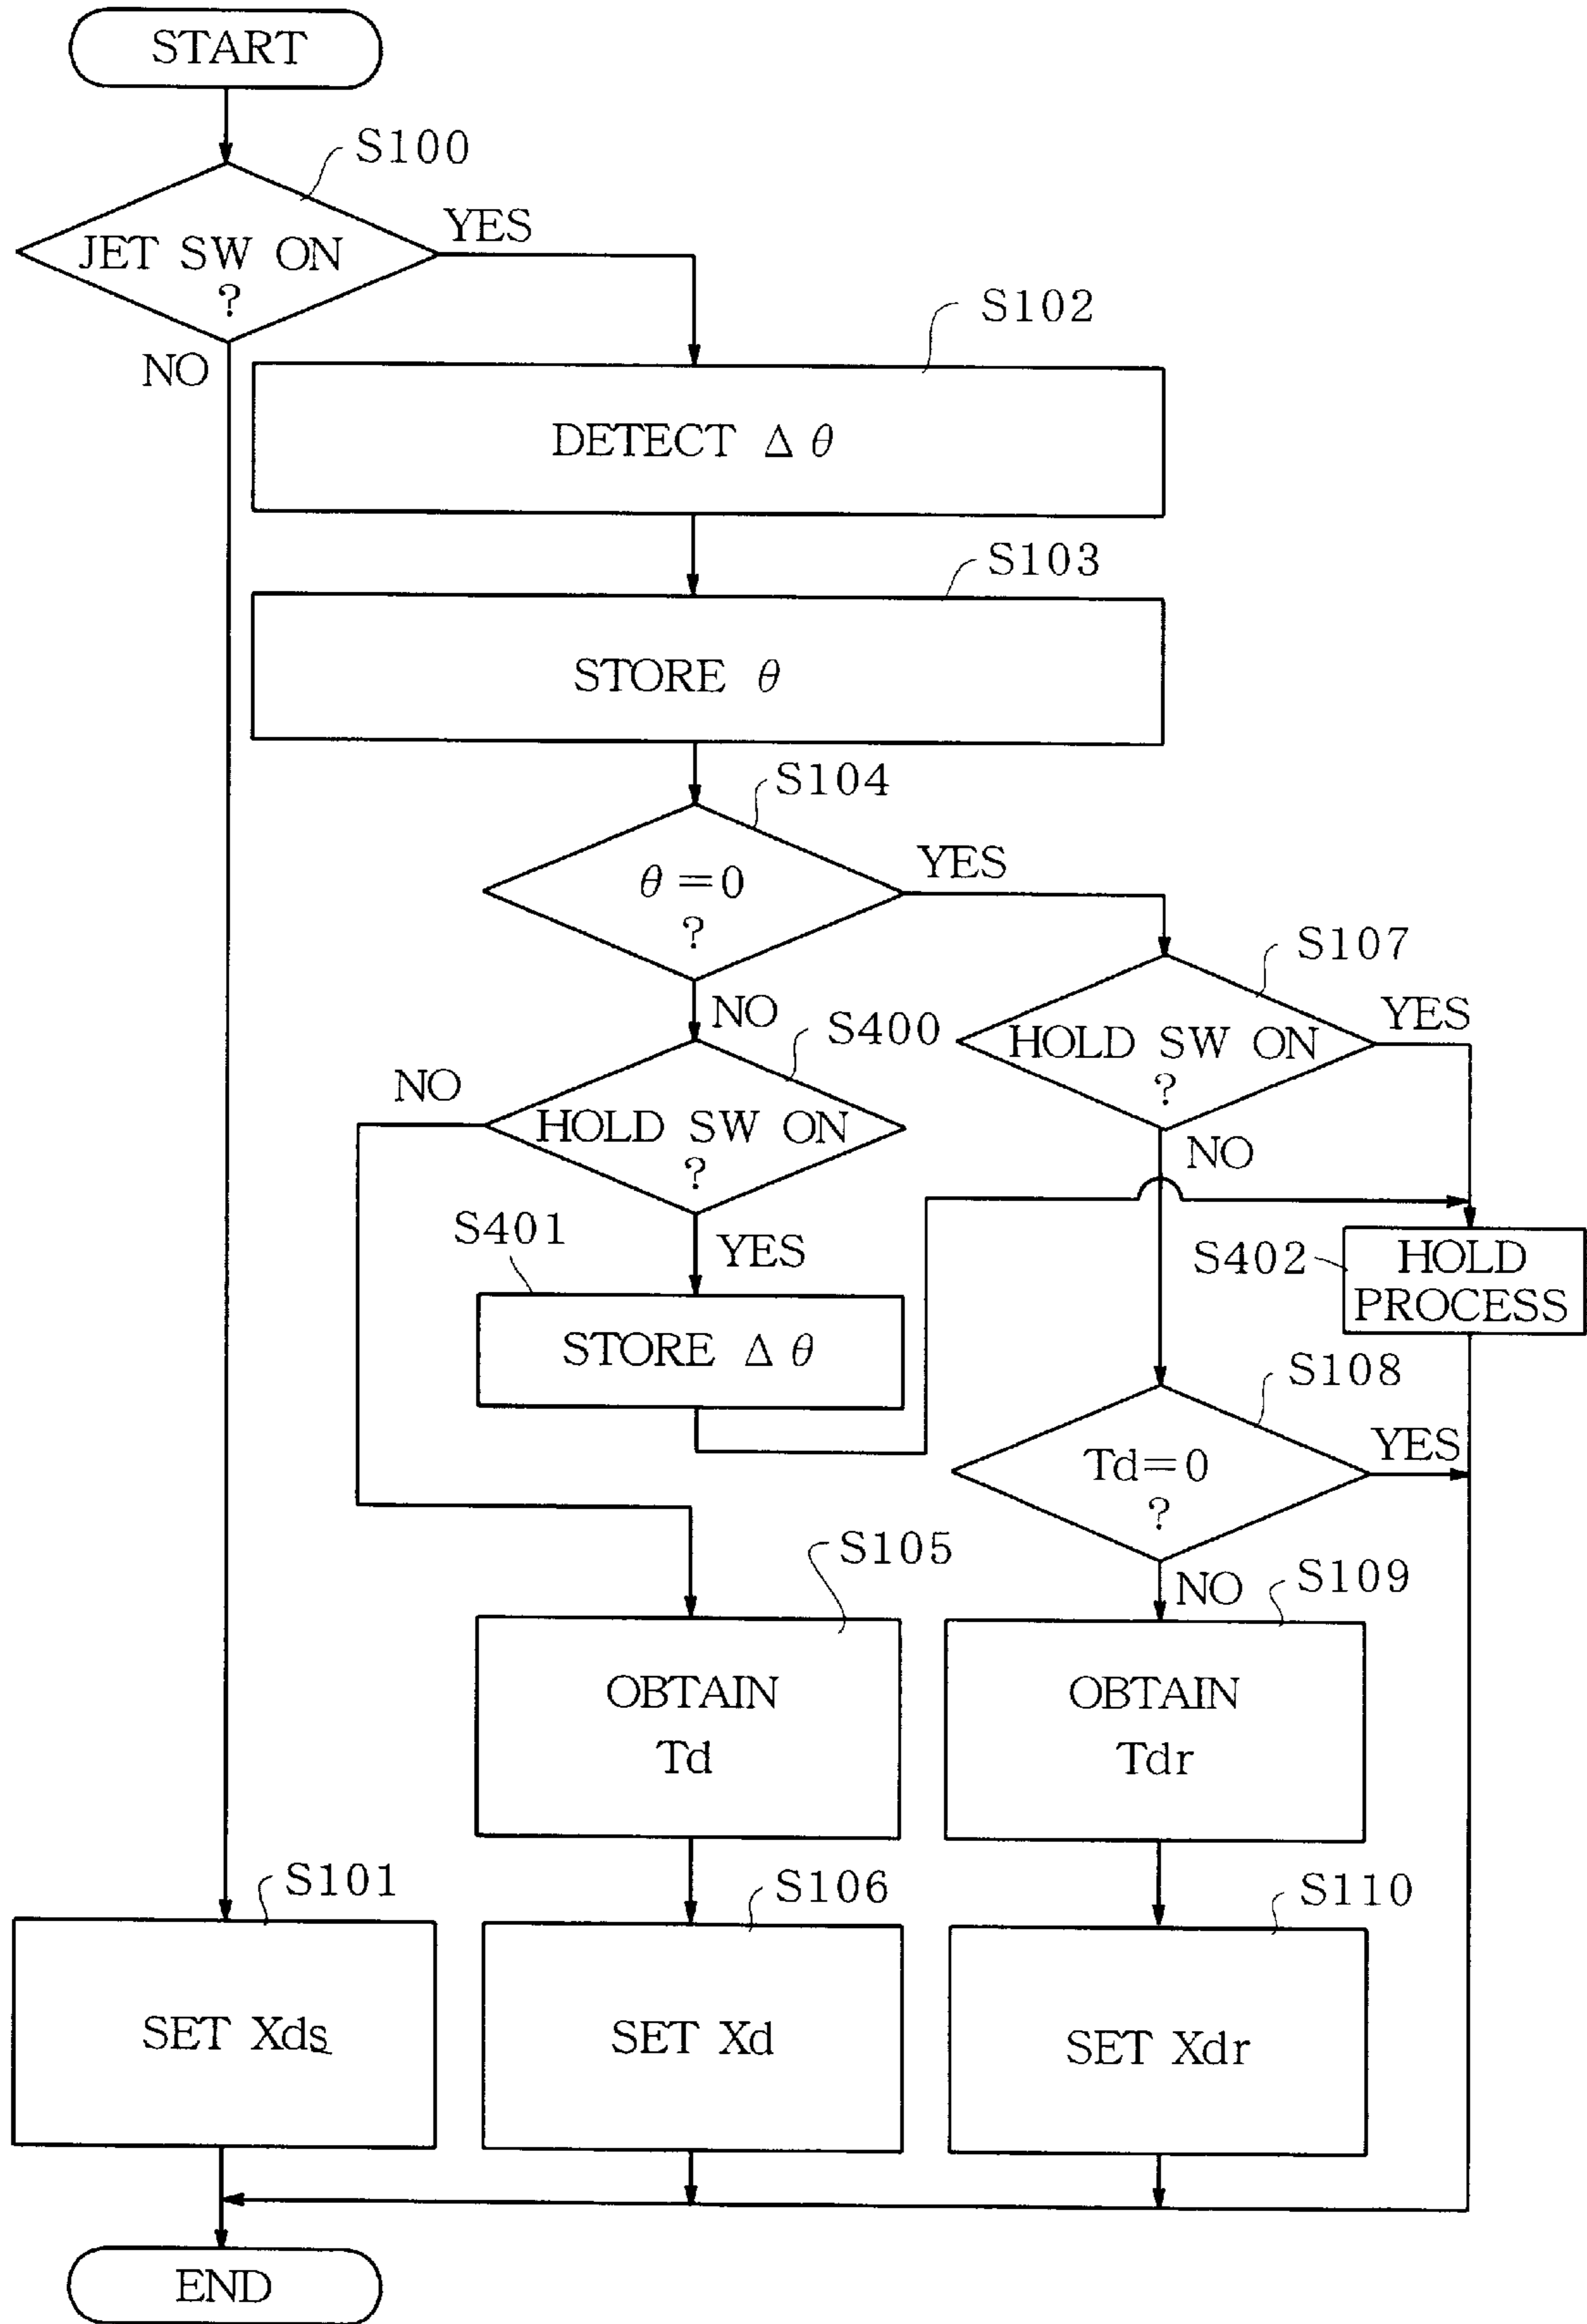 START
S100
JET SW ON
?
YES
NO
S102
DETECT Δθ
S103
STORE θ
S104
θ=0
?
YES
NO
S107
HOLD SW ON
?
YES
NO
S400
HOLD SW ON
?
NO
YES
S401
STORE Δθ
S402
HOLD
PROCESS
S108
Td=0
?
YES
NO
S105
OBTAIN
Td
S109
OBTAIN
Tdr
S101
SET Xds
S106
SET Xd
S110
SET Xdr
END